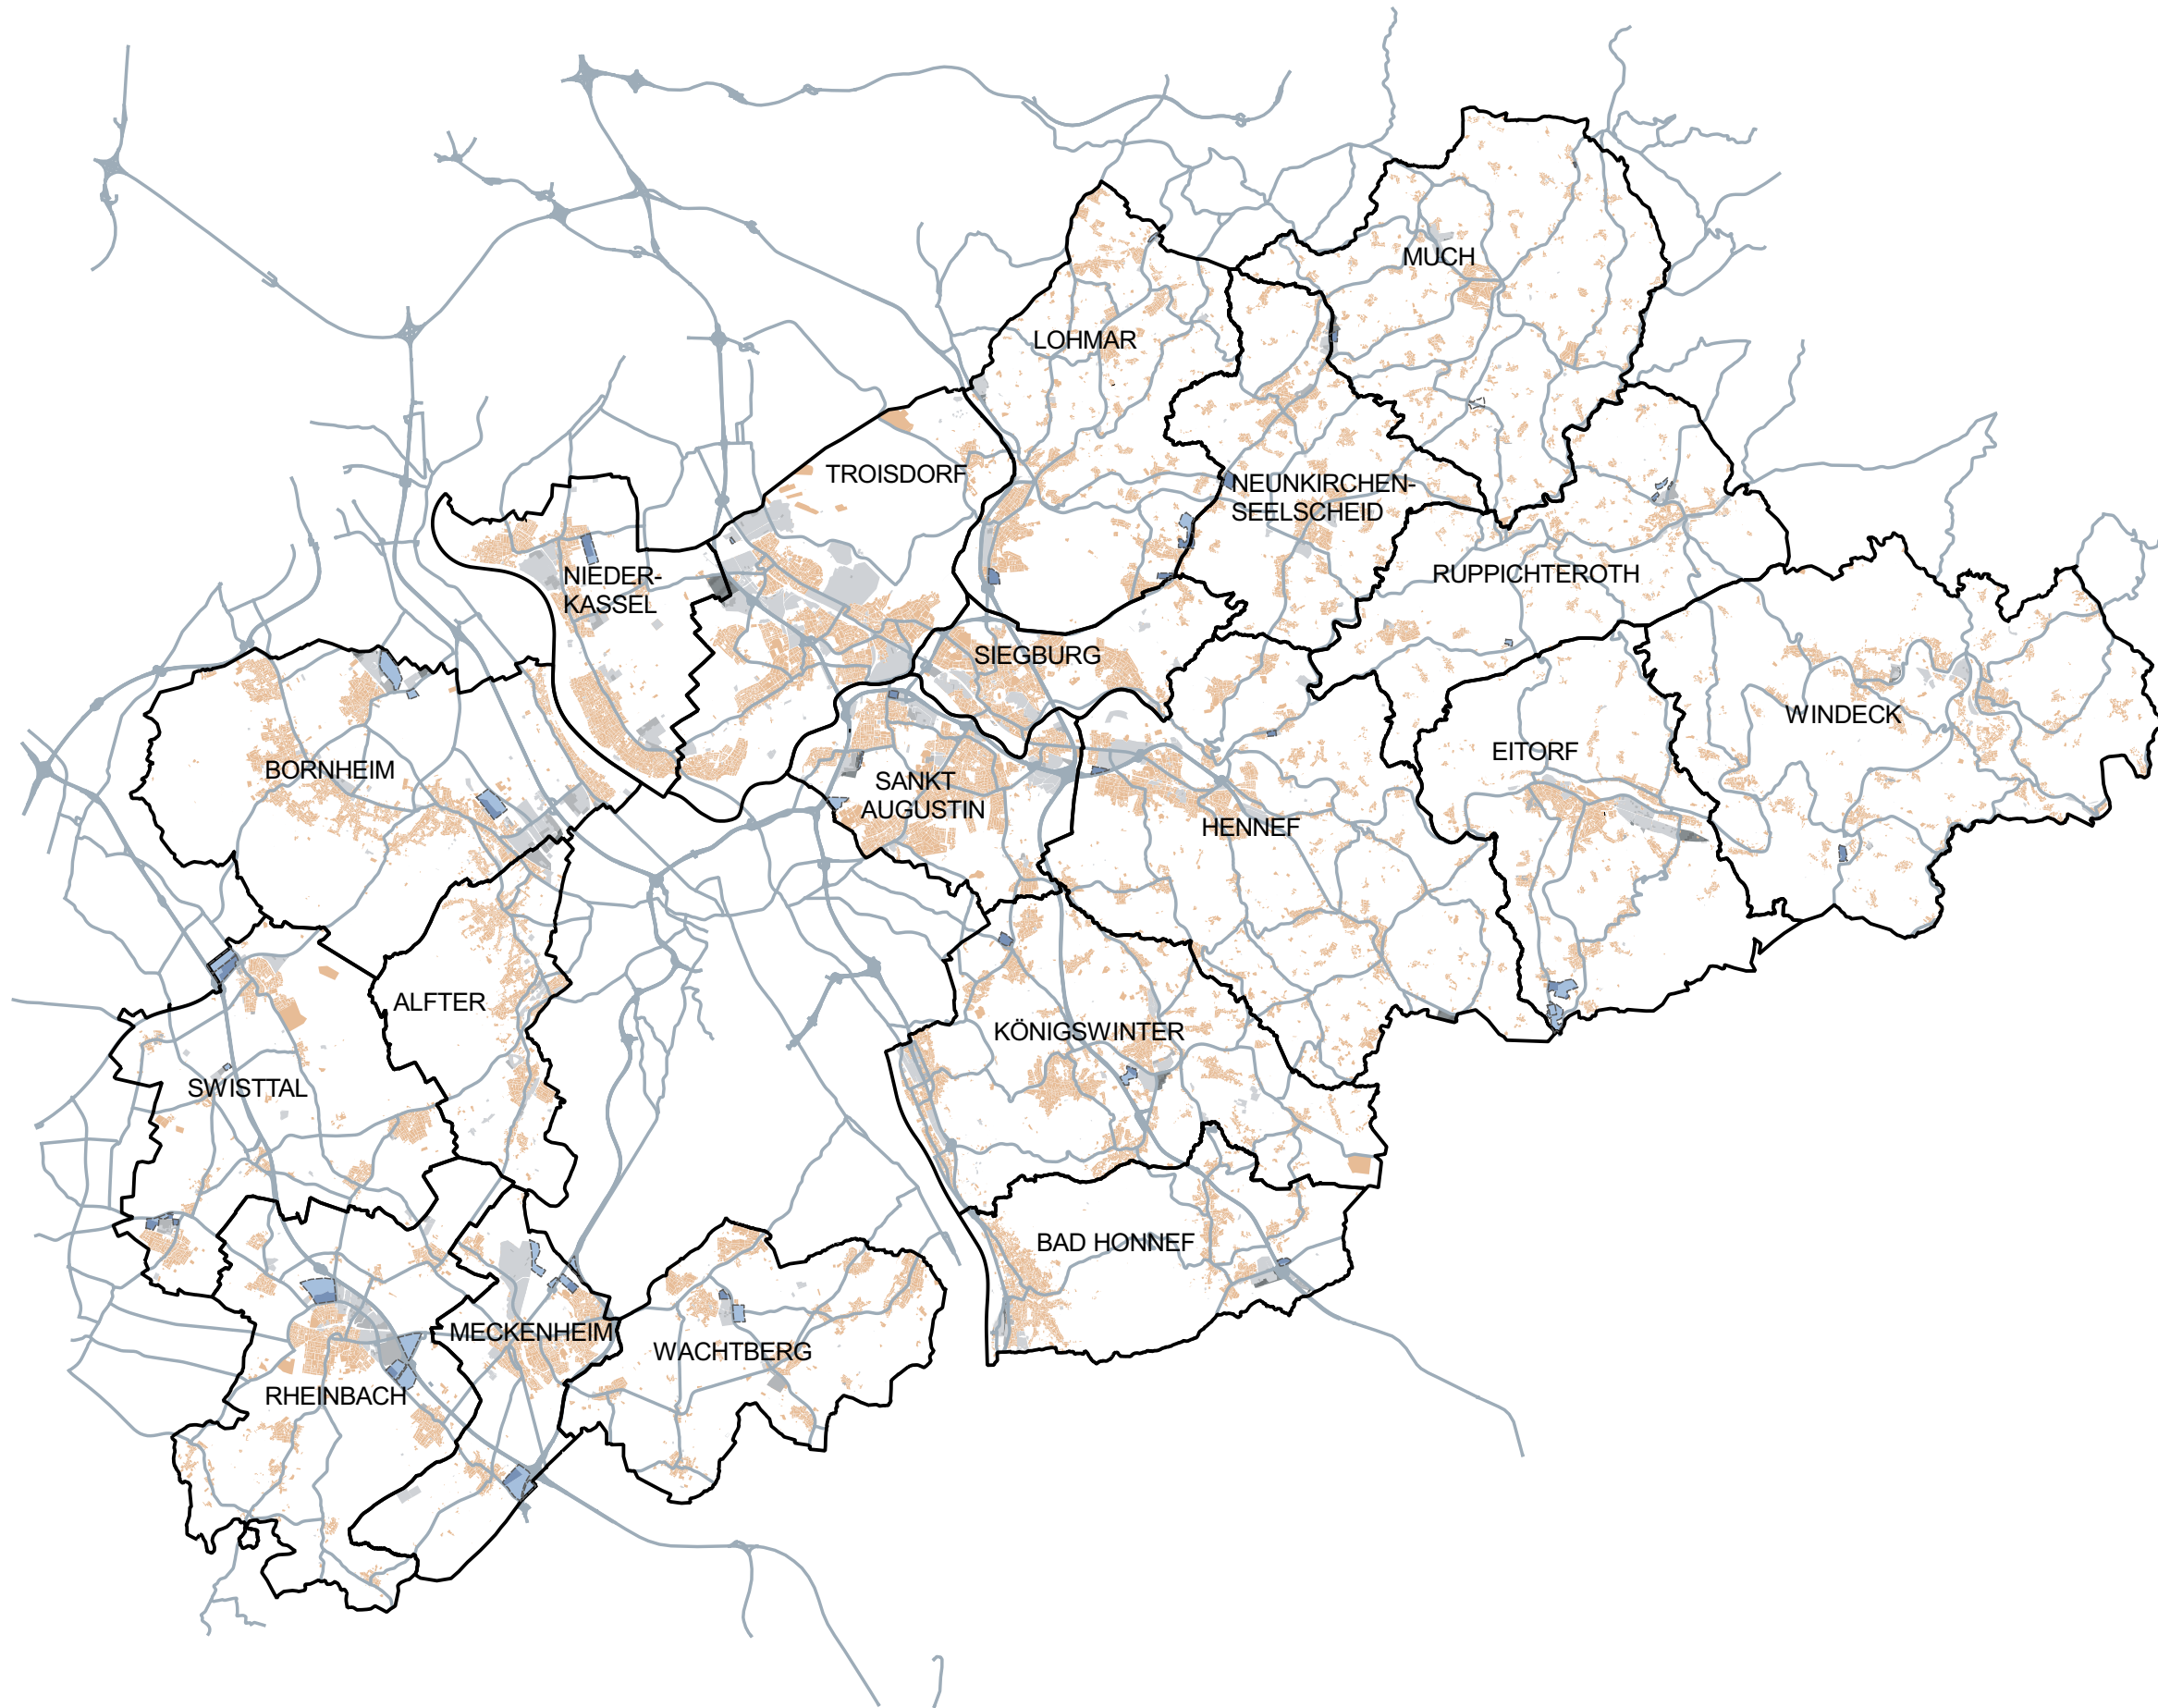 MUCH
LOHMAR
TROISDORF
NEUNKIRCHEN-
SEELSCHEID
NIEDER-
KASSEL
RUPPICHTEROTH
SIEGBURG
WINDECK
EITORF
BORNHEIM
SANKT
AUGUSTIN
HENNEF
ALFTER
KÖNIGSWINTER
SWISTTAL
BAD HONNEF
MECKENHEIM
WACHTBERG
RHEINBACH